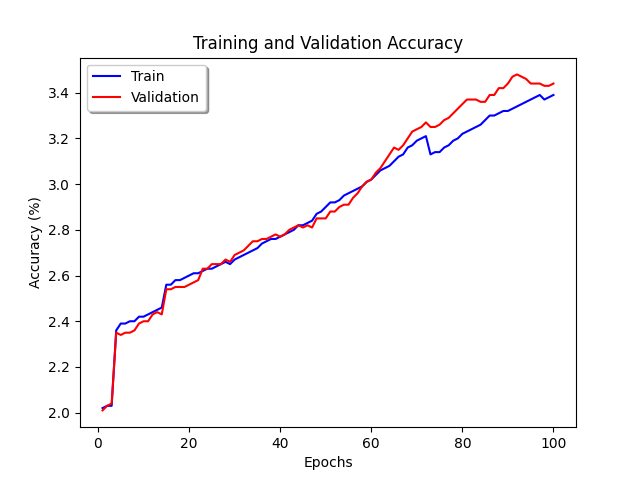 Training and Validation Accuracy
Train
Validation
Accuracy (%)
3.4
3.2
3.0
2.8
2.6
2.4
2.2
2.0
0 20 40 60 80 100
Epochs